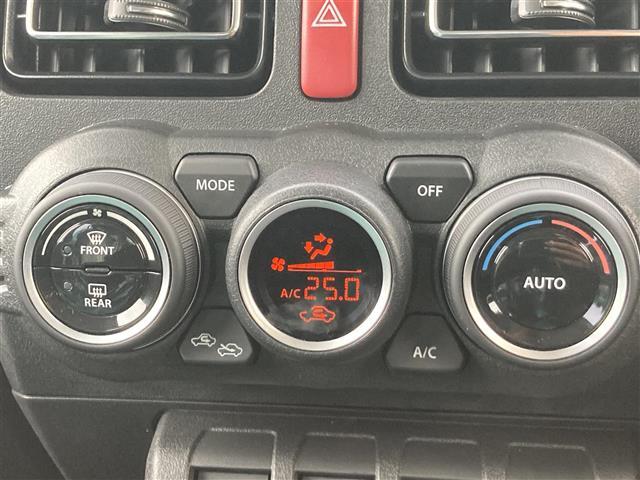 MODE
OFF
FRONT
REAR
A/C 25.0
AUTO
A/C